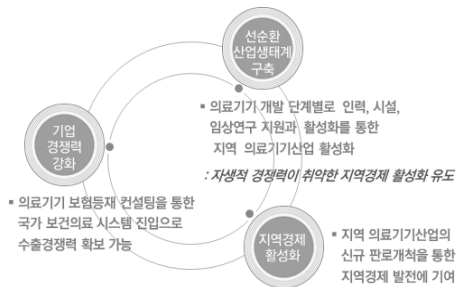 선순환
산업생태계
구축
▪ 의료기기 개발 단계별로 인력, 시설,
임상연구 지원과 활성화를 통한
지역 의료기기산업 활성화
: 자생적 경쟁력이 취약한 지역경제 활성화 유도
기업
경쟁력
강화
▪ 의료기기 보험등재 컨설팅을 통한
국가 보건의료 시스템 진입으로
수출경쟁력 확보 가능
지역경제
활성화
▪ 지역 의료기기산업의
신규 판로개척을 통한
지역경제 발전에 기여